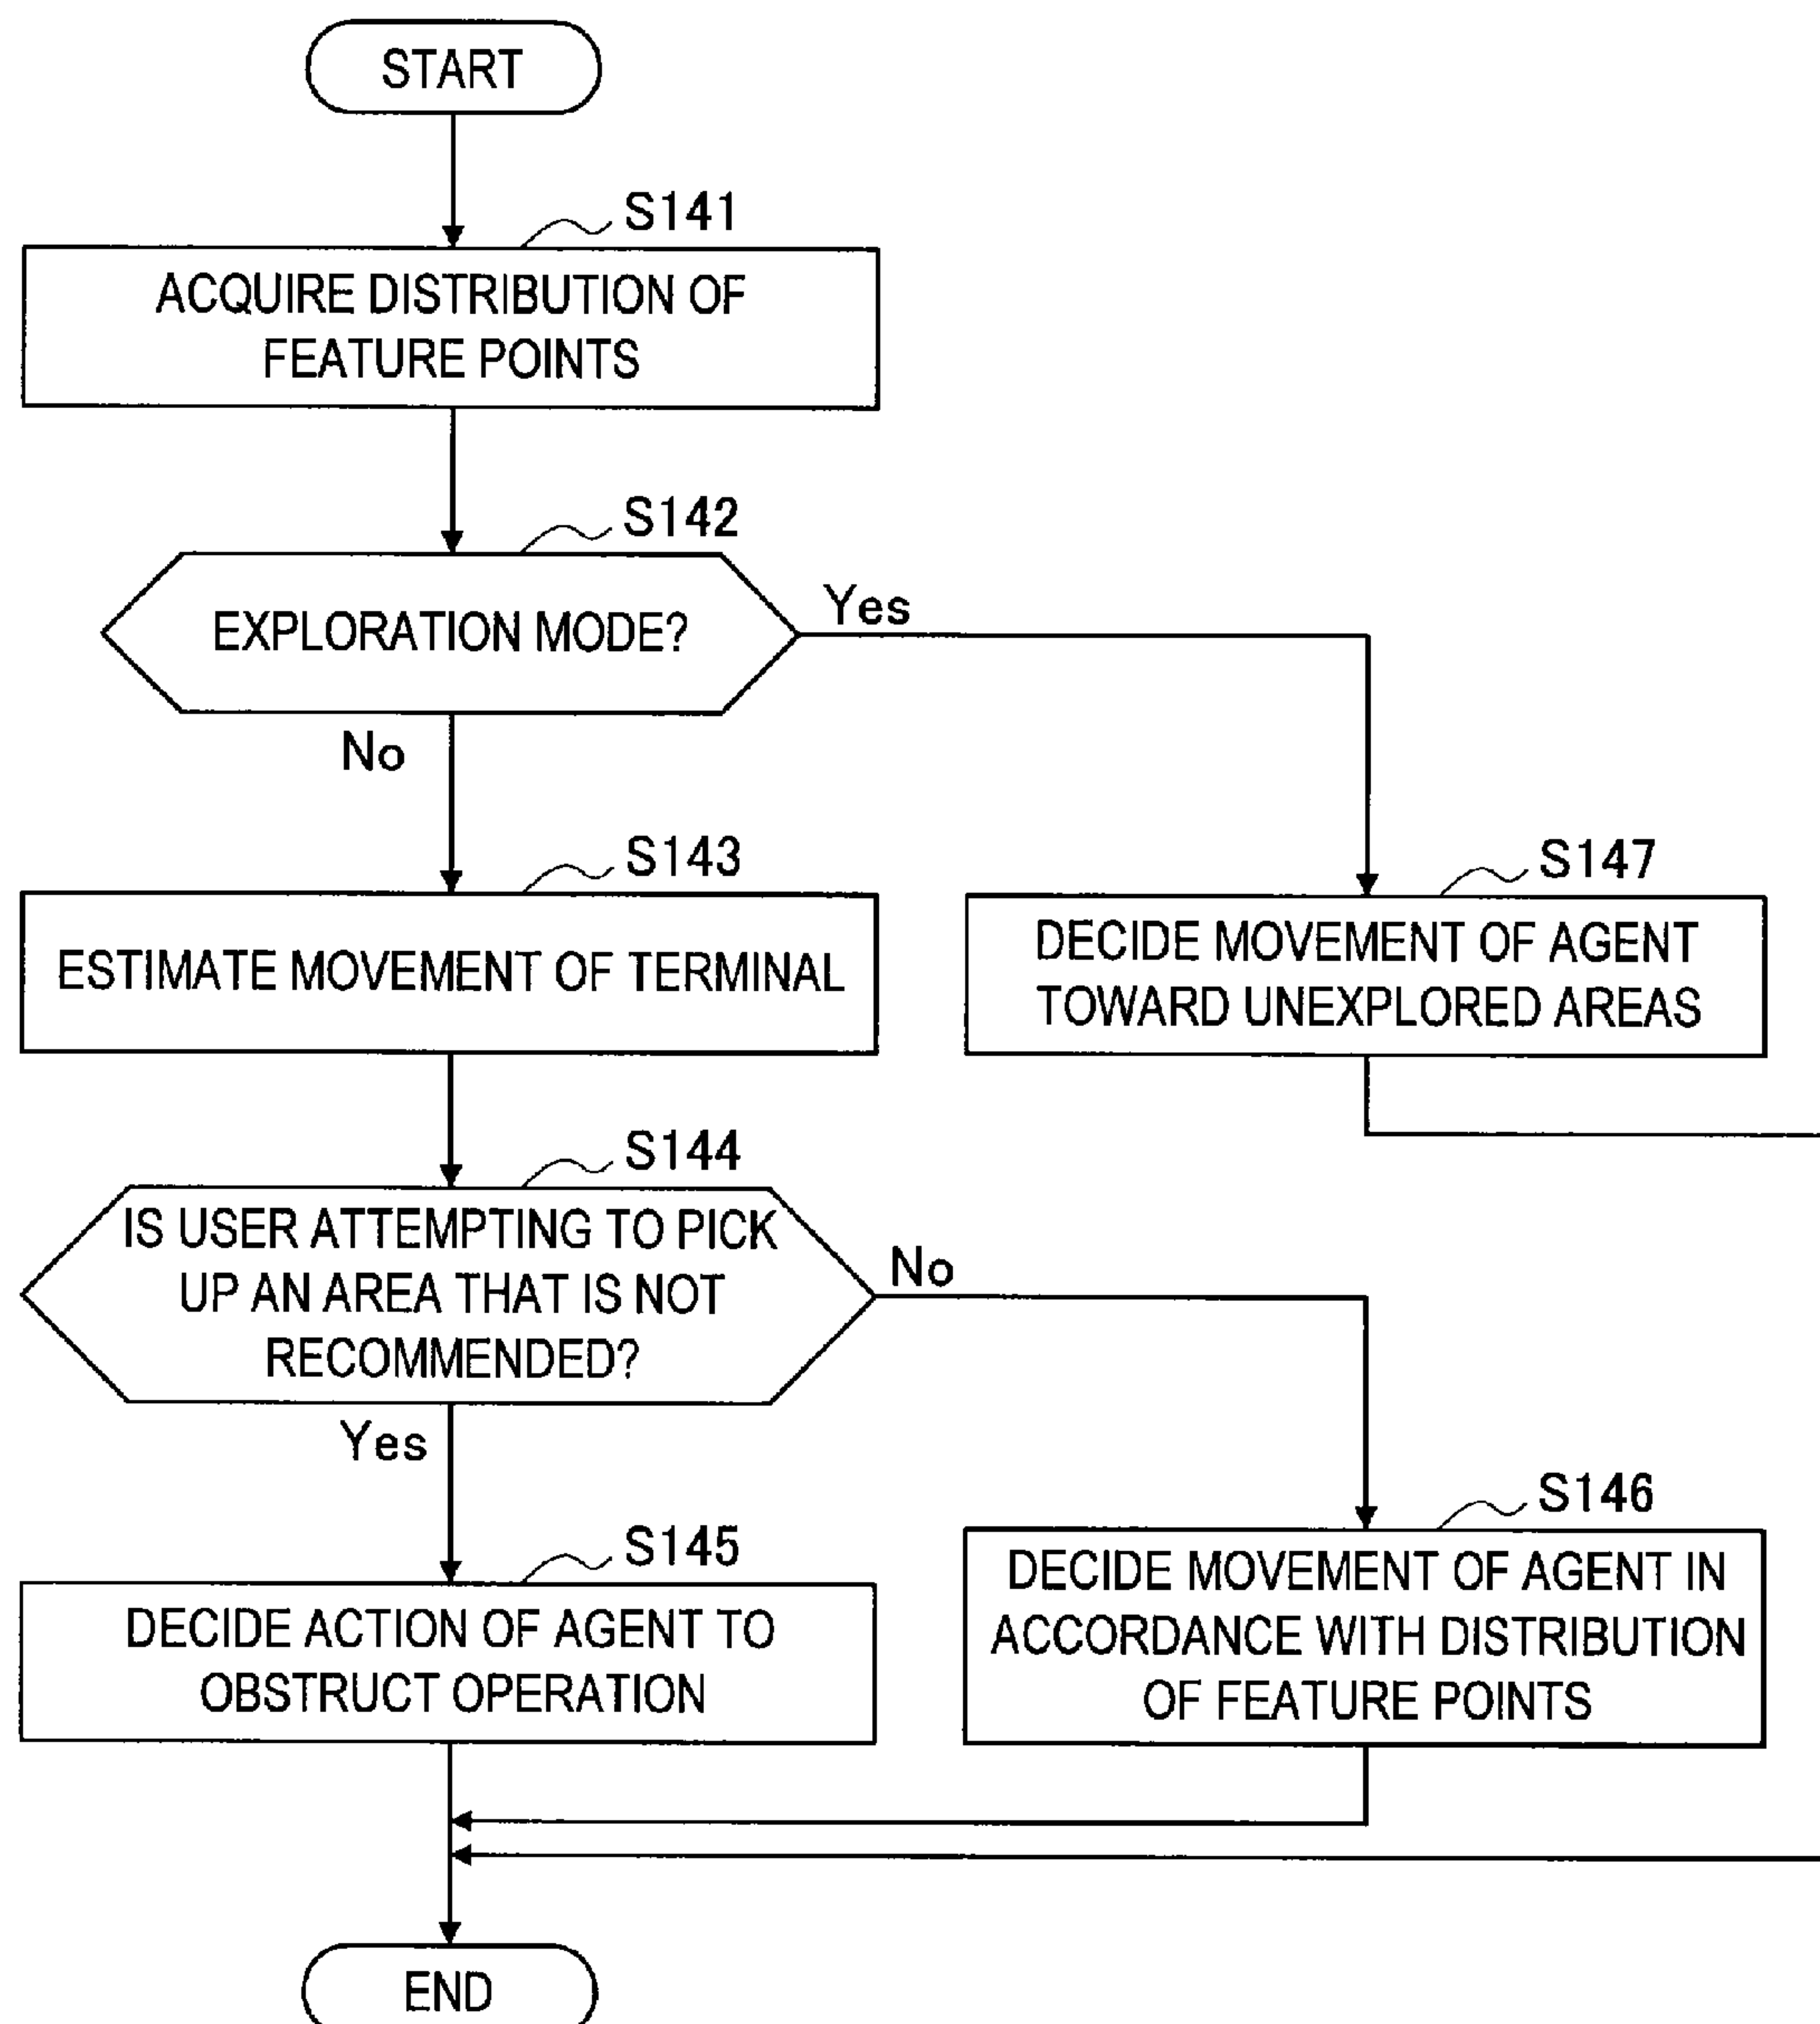 START
S141
ACQUIRE DISTRIBUTION OF
FEATURE POINTS
S142
EXPLORATION MODE?
Yes
No
S143
ESTIMATE MOVEMENT OF TERMINAL
S147
DECIDE MOVEMENT OF AGENT
TOWARD UNEXPLORED AREAS
S144
IS USER ATTEMPTING TO PICK
UP AN AREA THAT IS NOT
RECOMMENDED?
No
Yes
S145
DECIDE ACTION OF AGENT TO
OBSTRUCT OPERATION
S146
DECIDE MOVEMENT OF AGENT IN
ACCORDANCE WITH DISTRIBUTION
OF FEATURE POINTS
END